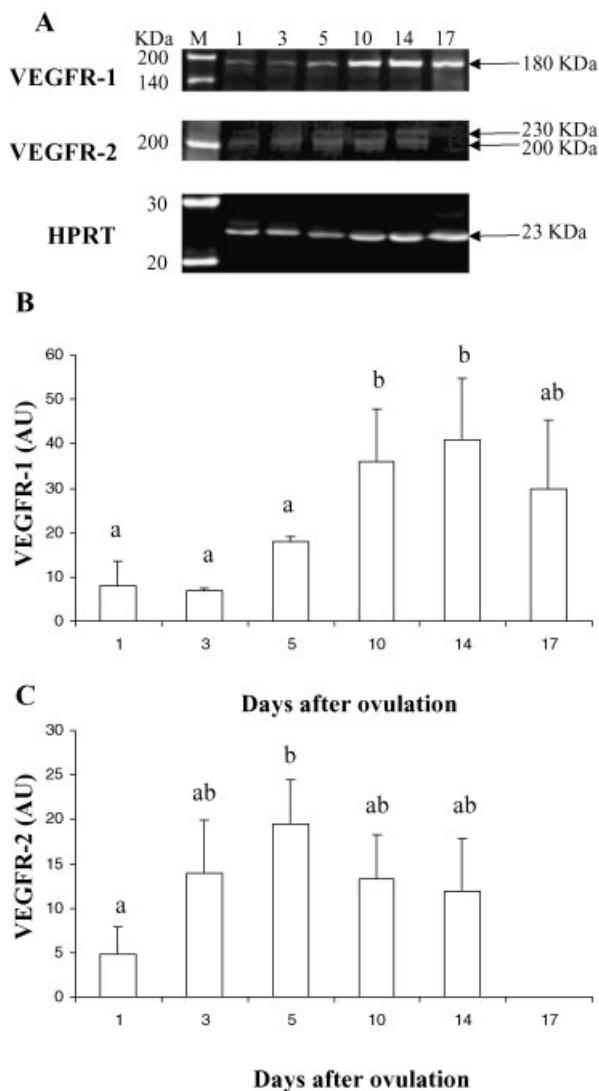 A
KDa M 1 3 5 10 14 17
200
VEGFR-1
140
180 KDa
VEGFR-2
200
230 KDa
200 KDa
30
HPRT
20
23 KDa
B
60
50
40
30
20
10
0
VEGFR-1 (AU)
a a a b b ab
1 3 5 10 14 17
Days after ovulation
C
30
25
20
15
10
5
0
VEGFR-2 (AU)
a ab b ab ab
1 3 5 10 14 17
Days after ovulation